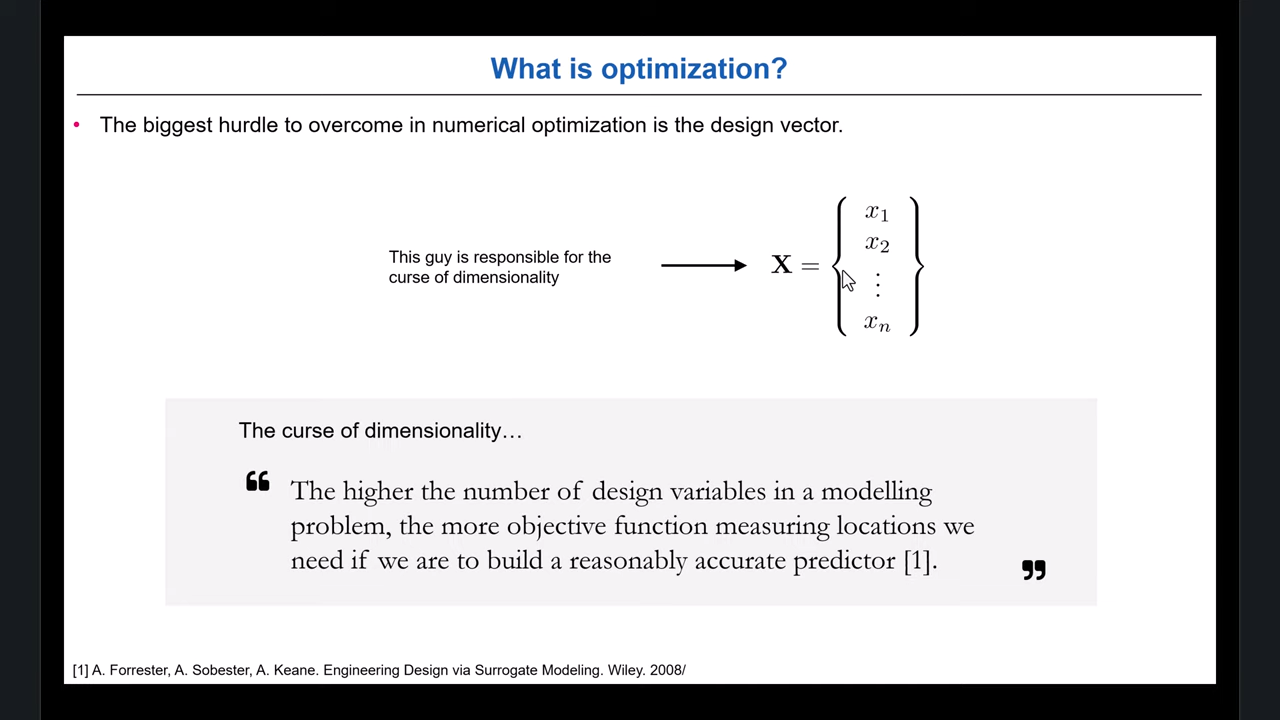 What is optimization?
• The biggest hurdle to overcome in numerical optimization is the design vector.
This guy is responsible for the
curse of dimensionality
X = { x₁
x₂
⋮
xₙ }
The curse of dimensionality…
“ The higher the number of design variables in a modelling
problem, the more objective function measuring locations we
need if we are to build a reasonably accurate predictor [1]. ”
[1] A. Forrester, A. Sobester, A. Keane. Engineering Design via Surrogate Modeling. Wiley. 2008/